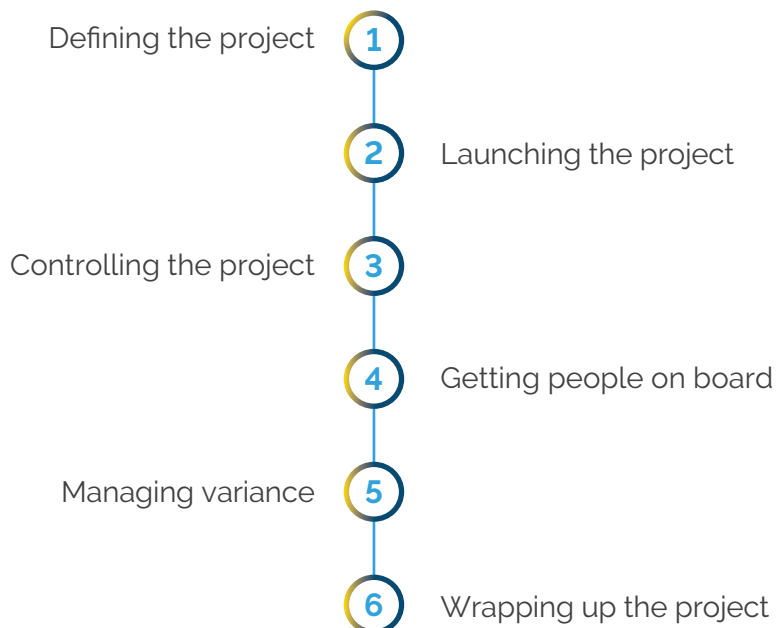 Defining the project 1
2 Launching the project
Controlling the project 3
4 Getting people on board
Managing variance 5
6 Wrapping up the project